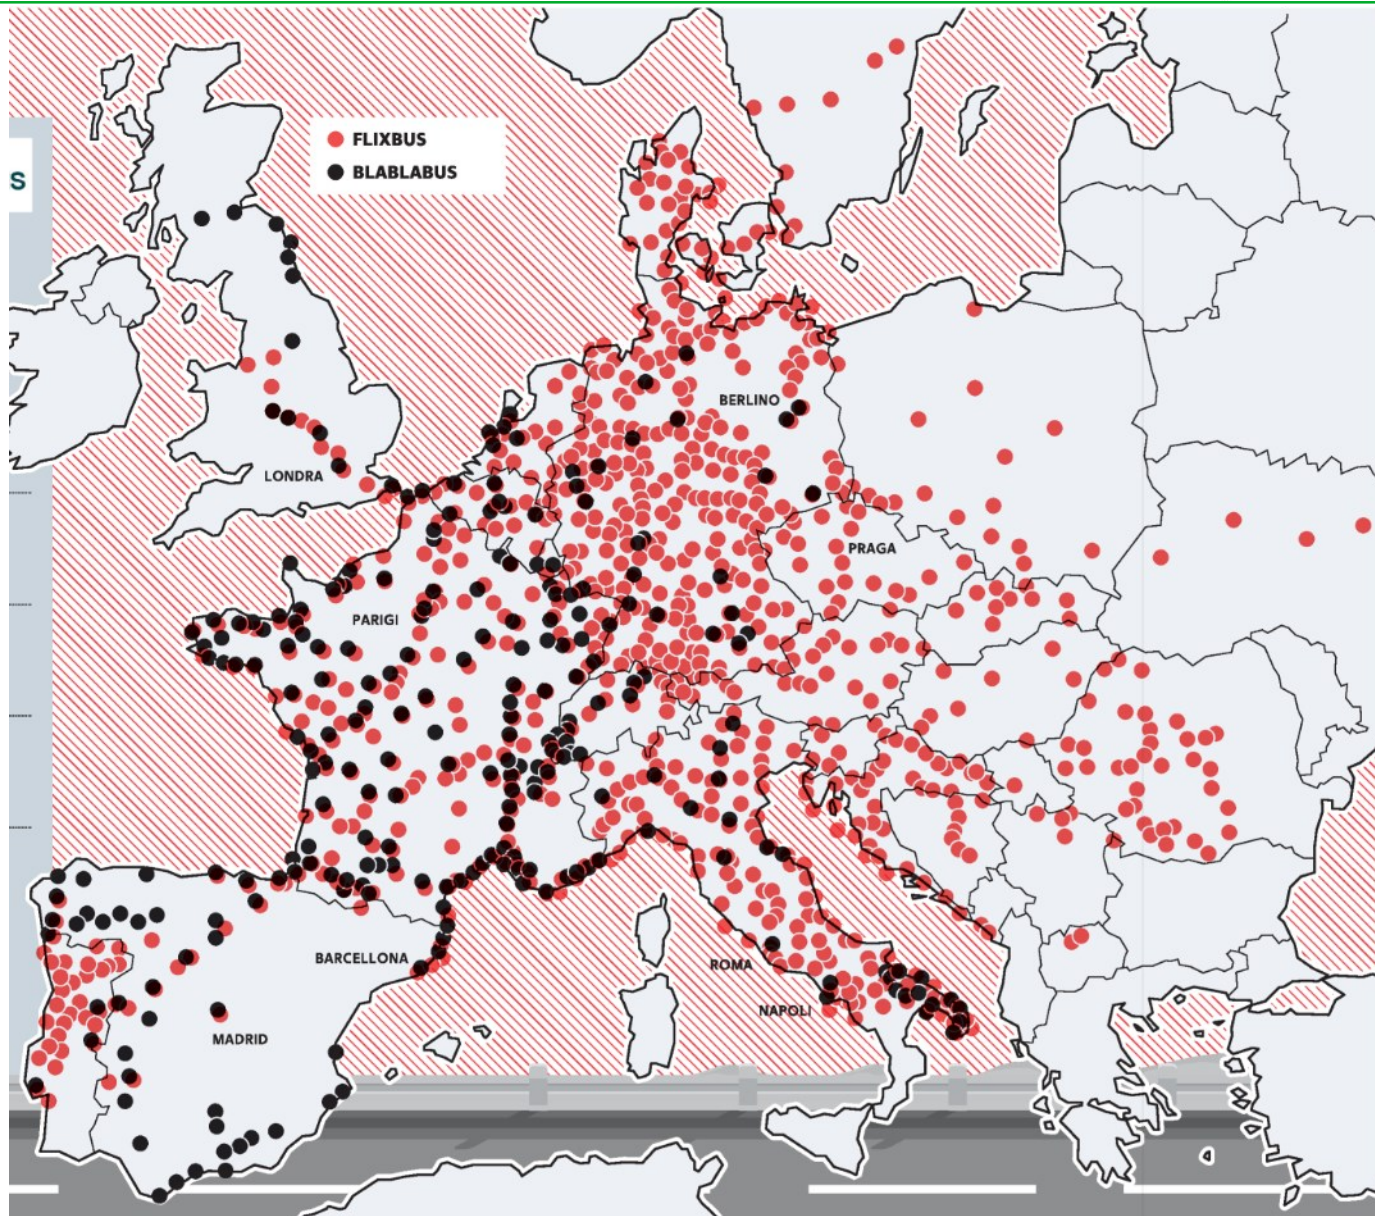 S
FLIXBUS
BLABLABUS
BERLINO
LONDRA
PRAGA
PARIGI
BARCELLONA
ROMA
NAPOLI
MADRID